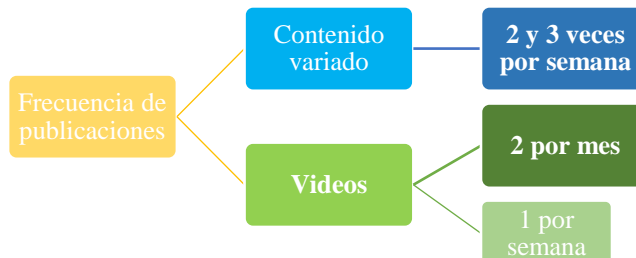 Frecuencia de
publicaciones
Contenido
variado
2 y 3 veces
por semana
Videos
2 por mes
1 por
semana